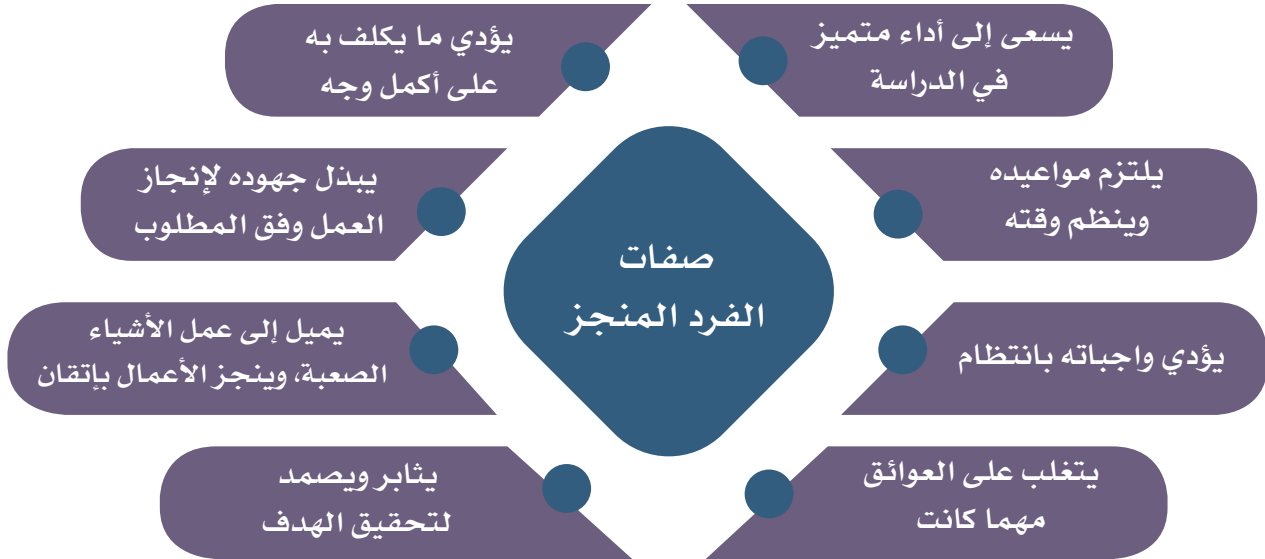 يسعى إلى أداء متميز
في الدراسة
يلتزم مواعيده
وينظم وقته
يؤدي واجباته بانتظام
يتغلب على العوائق
مهما كانت
صفات
الفرد المنجز
يؤدي ما يكلف به
على أكمل وجه
يبذل جهوده لإنجاز
العمل وفق المطلوب
يميل إلى عمل الأشياء
الصعبة، وينجز الأعمال بإتقان
يثابر ويصمد
لتحقيق الهدف